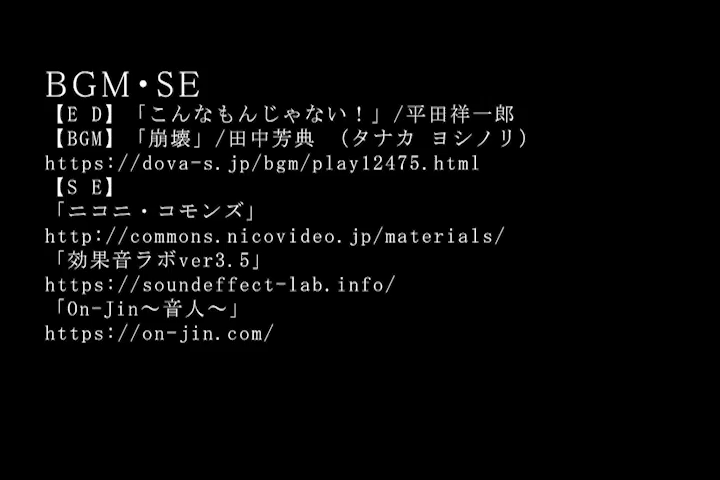 BGM・SE
【E D】「こんなもんじゃない！」/平田祥一郎
【BGM】「崩壊」/田中芳典 （タナカ ヨシノリ）
https://dova-s.jp/bgm/play12475.html
【S E】
「ニコニ・コモンズ」
http://commons.nicovideo.jp/materials/
「効果音ラボver3.5」
https://soundeffect-lab.info/
「On-Jin～音人～」
https://on-jin.com/